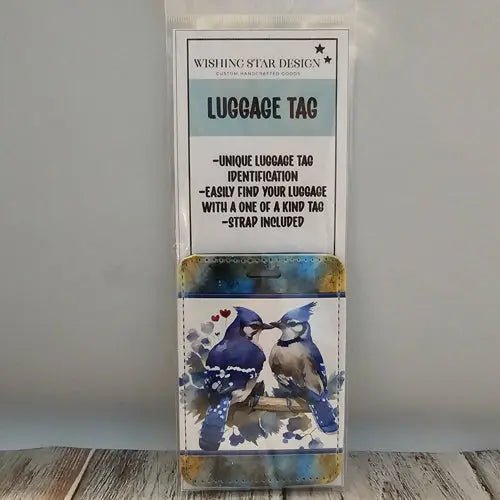 WISHING STAR DESIGN
CUSTOM HANDCRAFTED GOODS
LUGGAGE TAG
-UNIQUE LUGGAGE TAG
IDENTIFICATION
-EASILY FIND YOUR LUGGAGE
WITH A ONE OF A KIND TAG
-STRAP INCLUDED